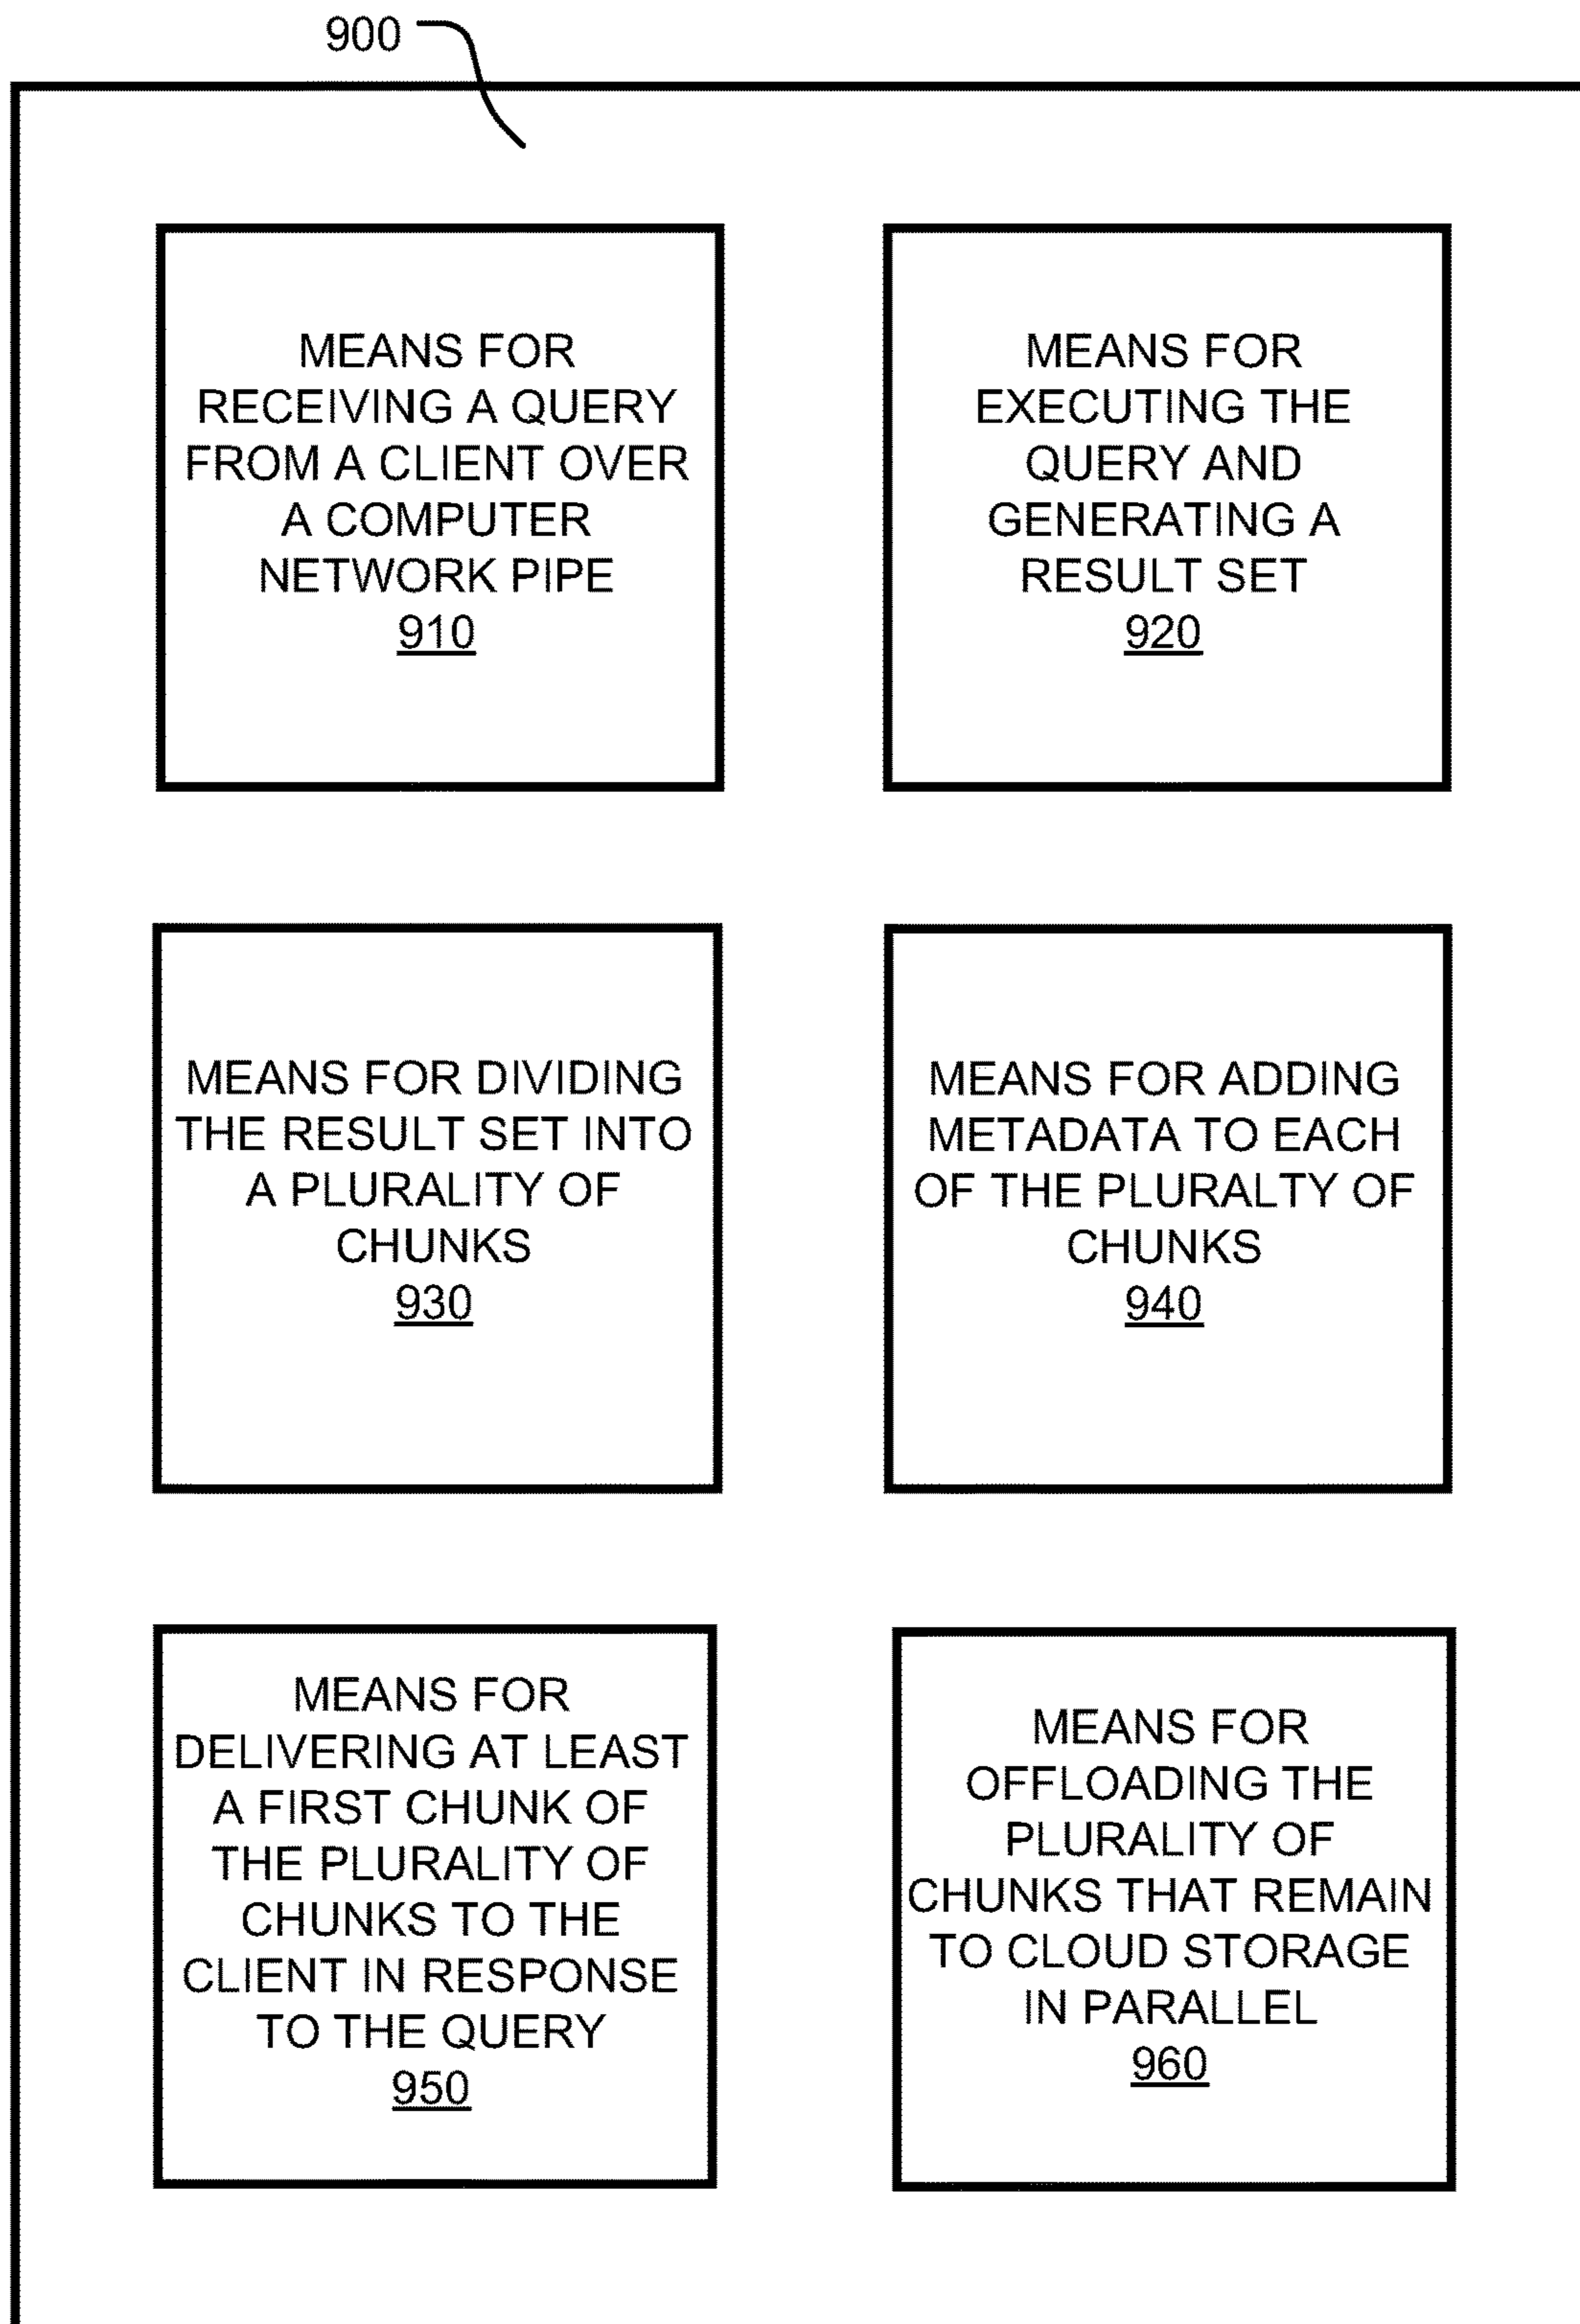 900
MEANS FOR
RECEIVING A QUERY
FROM A CLIENT OVER
A COMPUTER
NETWORK PIPE
910
MEANS FOR
EXECUTING THE
QUERY AND
GENERATING A
RESULT SET
920
MEANS FOR DIVIDING
THE RESULT SET INTO
A PLURALITY OF
CHUNKS
930
MEANS FOR ADDING
METADATA TO EACH
OF THE PLURALTY OF
CHUNKS
940
MEANS FOR
DELIVERING AT LEAST
A FIRST CHUNK OF
THE PLURALITY OF
CHUNKS TO THE
CLIENT IN RESPONSE
TO THE QUERY
950
MEANS FOR
OFFLOADING THE
PLURALITY OF
CHUNKS THAT REMAIN
TO CLOUD STORAGE
IN PARALLEL
960